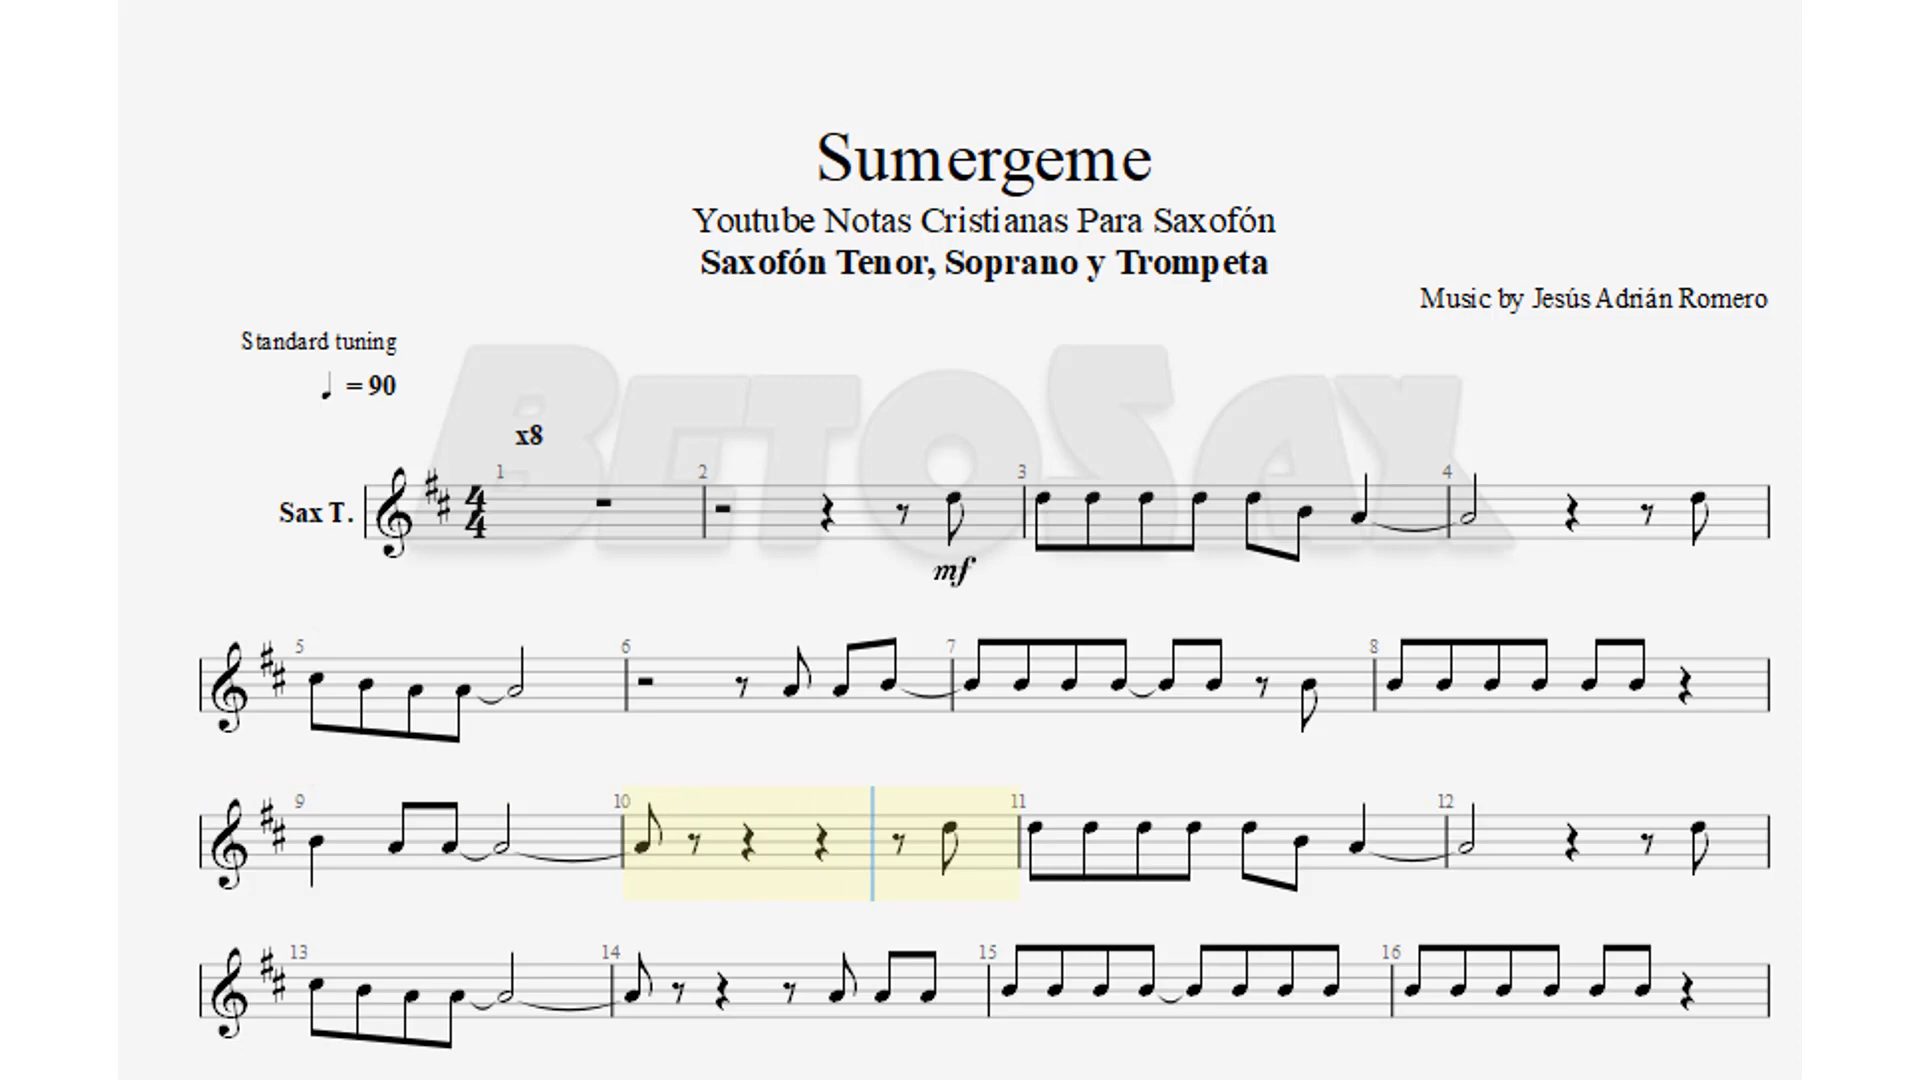 Sumergeme
Youtube Notas Cristianas Para Saxofón
Saxofón Tenor, Soprano y Trompeta
Music by Jesús Adrián Romero
Standard tuning
♩ = 90
BETOSAX
x8
1 2 3 4
Sax T.
4
4
mf
5 6 7 8
9 10 11 12
13 14 15 16